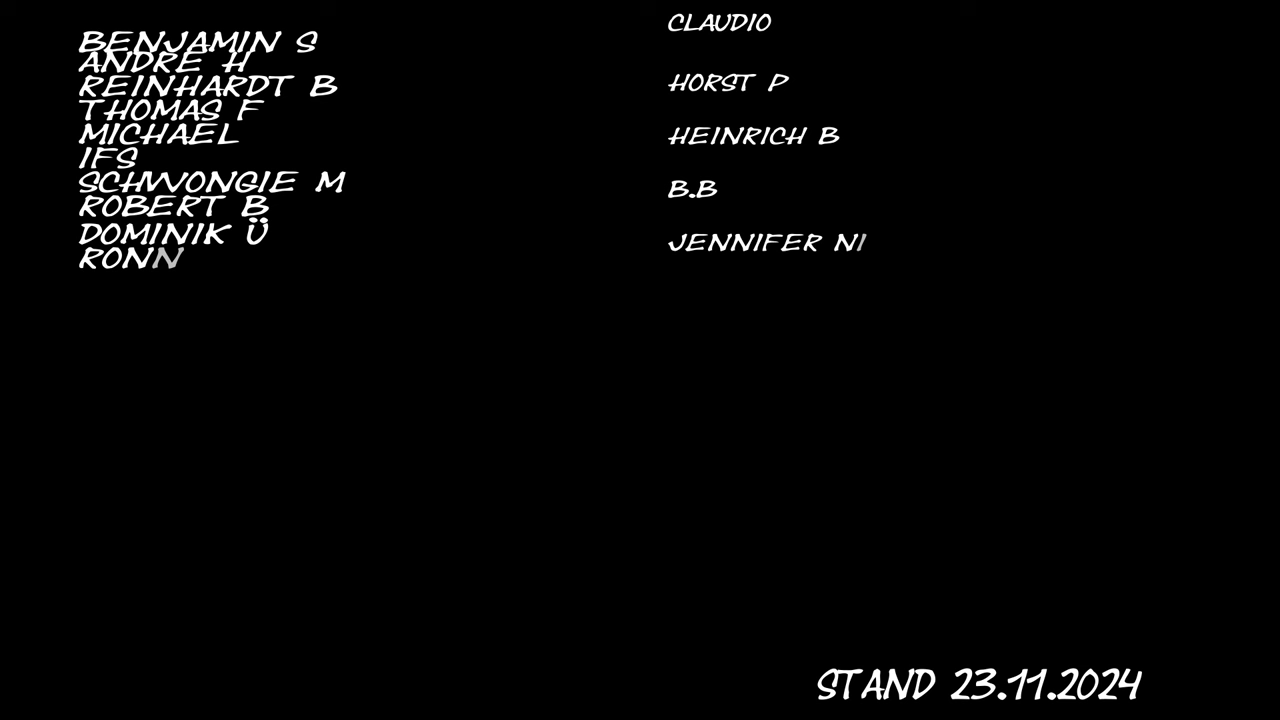 BENJAMIN S
ANDRE H
REINHARDT B
THOMAS F
MICHAEL
IFS
SCHWONGIE M
ROBERT B
DOMINIK Ü
RONN
CLAUDIO
HORST P
HEINRICH B
B.B
JENNIFER NI
STAND 23.11.2024